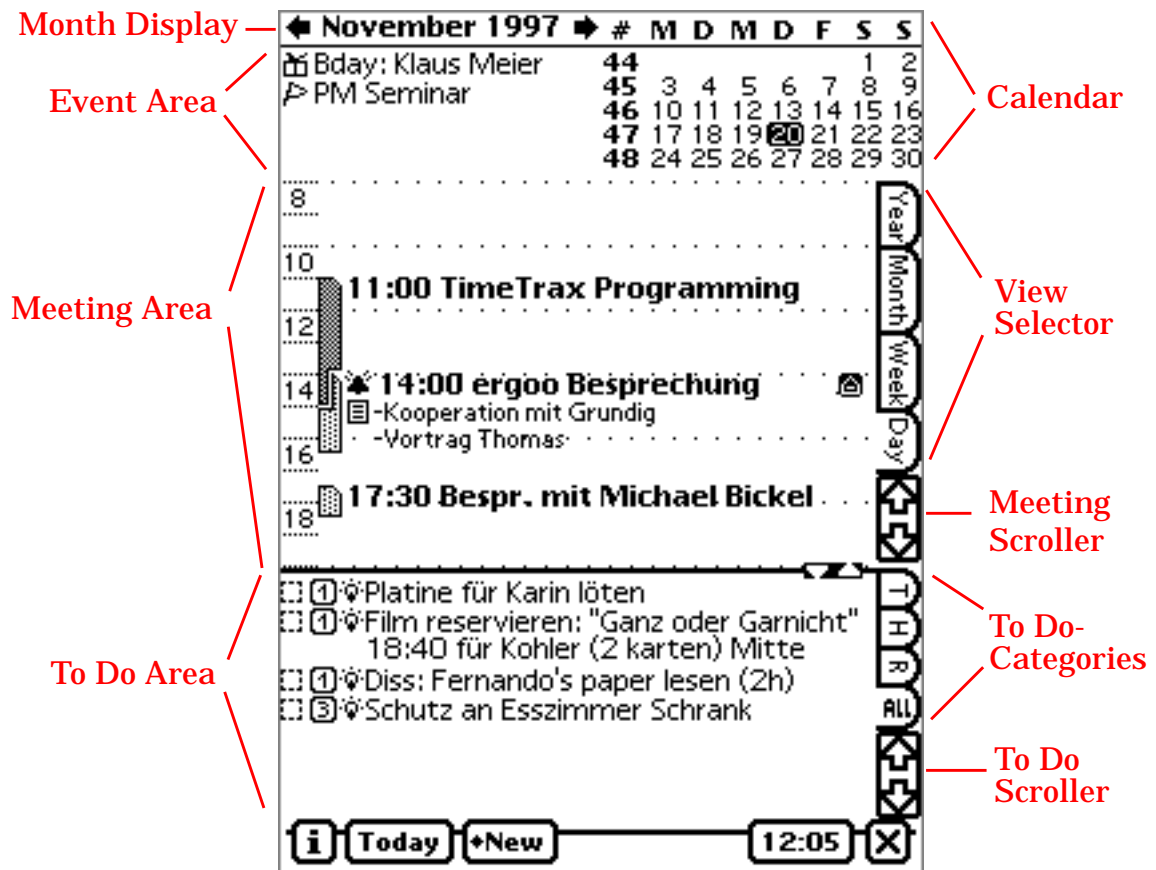 Month Display
November 1997 # M D M D F S S
Bday: Klaus Meier
PM Seminar
44 1 2
45 3 4 5 6 7 8 9
46 10 11 12 13 14 15 16
47 17 18 19 20 21 22 23
48 24 25 26 27 28 29 30
Event Area
Calendar
8
10
11:00 TimeTrax Programming
12
14
14:00 ergoo Besprechung
-Kooperation mit Grundig
-Vortrag Thomas
16
17:30 Bespr. mit Michael Bickel
18
Year
Month
Week
Day
Meeting Area
View
Selector
Meeting
Scroller
1 Platine für Karin löten
1 Film reservieren: "Ganz oder Garnicht"
18:40 für Kohler (2 karten) Mitte
1 Diss: Fernando's paper lesen (2h)
3 Schutz an Esszimmer Schrank
T
H
R
All
To Do Area
To Do-
Categories
To Do
Scroller
i Today New 12:05 X